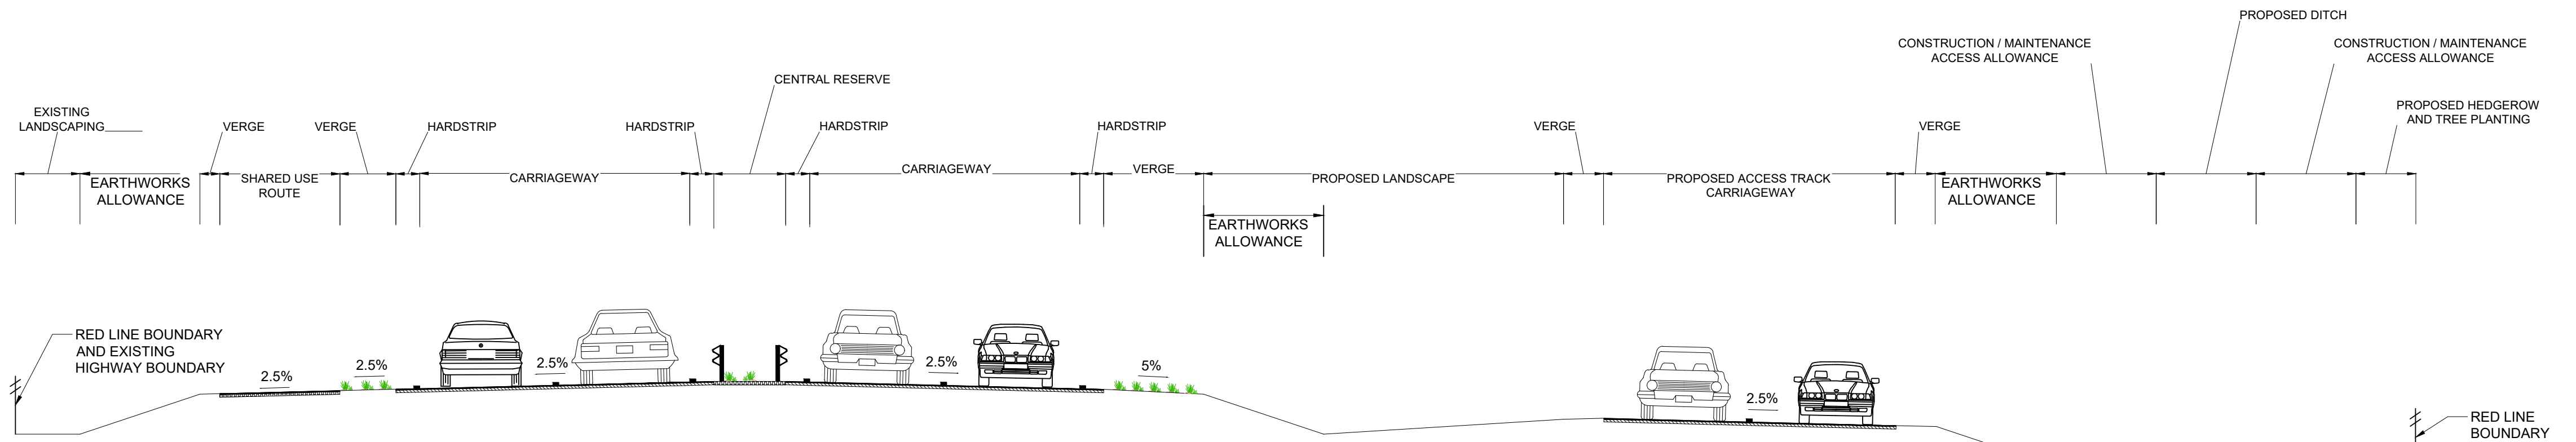 PROPOSED DITCH
CONSTRUCTION / MAINTENANCE
ACCESS ALLOWANCE
CONSTRUCTION / MAINTENANCE
ACCESS ALLOWANCE
CENTRAL RESERVE
PROPOSED HEDGEROW
AND TREE PLANTING
EXISTING
LANDSCAPING
VERGE
VERGE
HARDSTRIP
HARDSTRIP
HARDSTRIP
HARDSTRIP
VERGE
VERGE
EARTHWORKS
ALLOWANCE
SHARED USE
ROUTE
CARRIAGEWAY
CARRIAGEWAY
VERGE
PROPOSED LANDSCAPE
PROPOSED ACCESS TRACK
CARRIAGEWAY
EARTHWORKS
ALLOWANCE
EARTHWORKS
ALLOWANCE
RED LINE BOUNDARY
AND EXISTING
HIGHWAY BOUNDARY
2.5%
2.5%
2.5%
2.5%
5%
2.5%
RED LINE
BOUNDARY